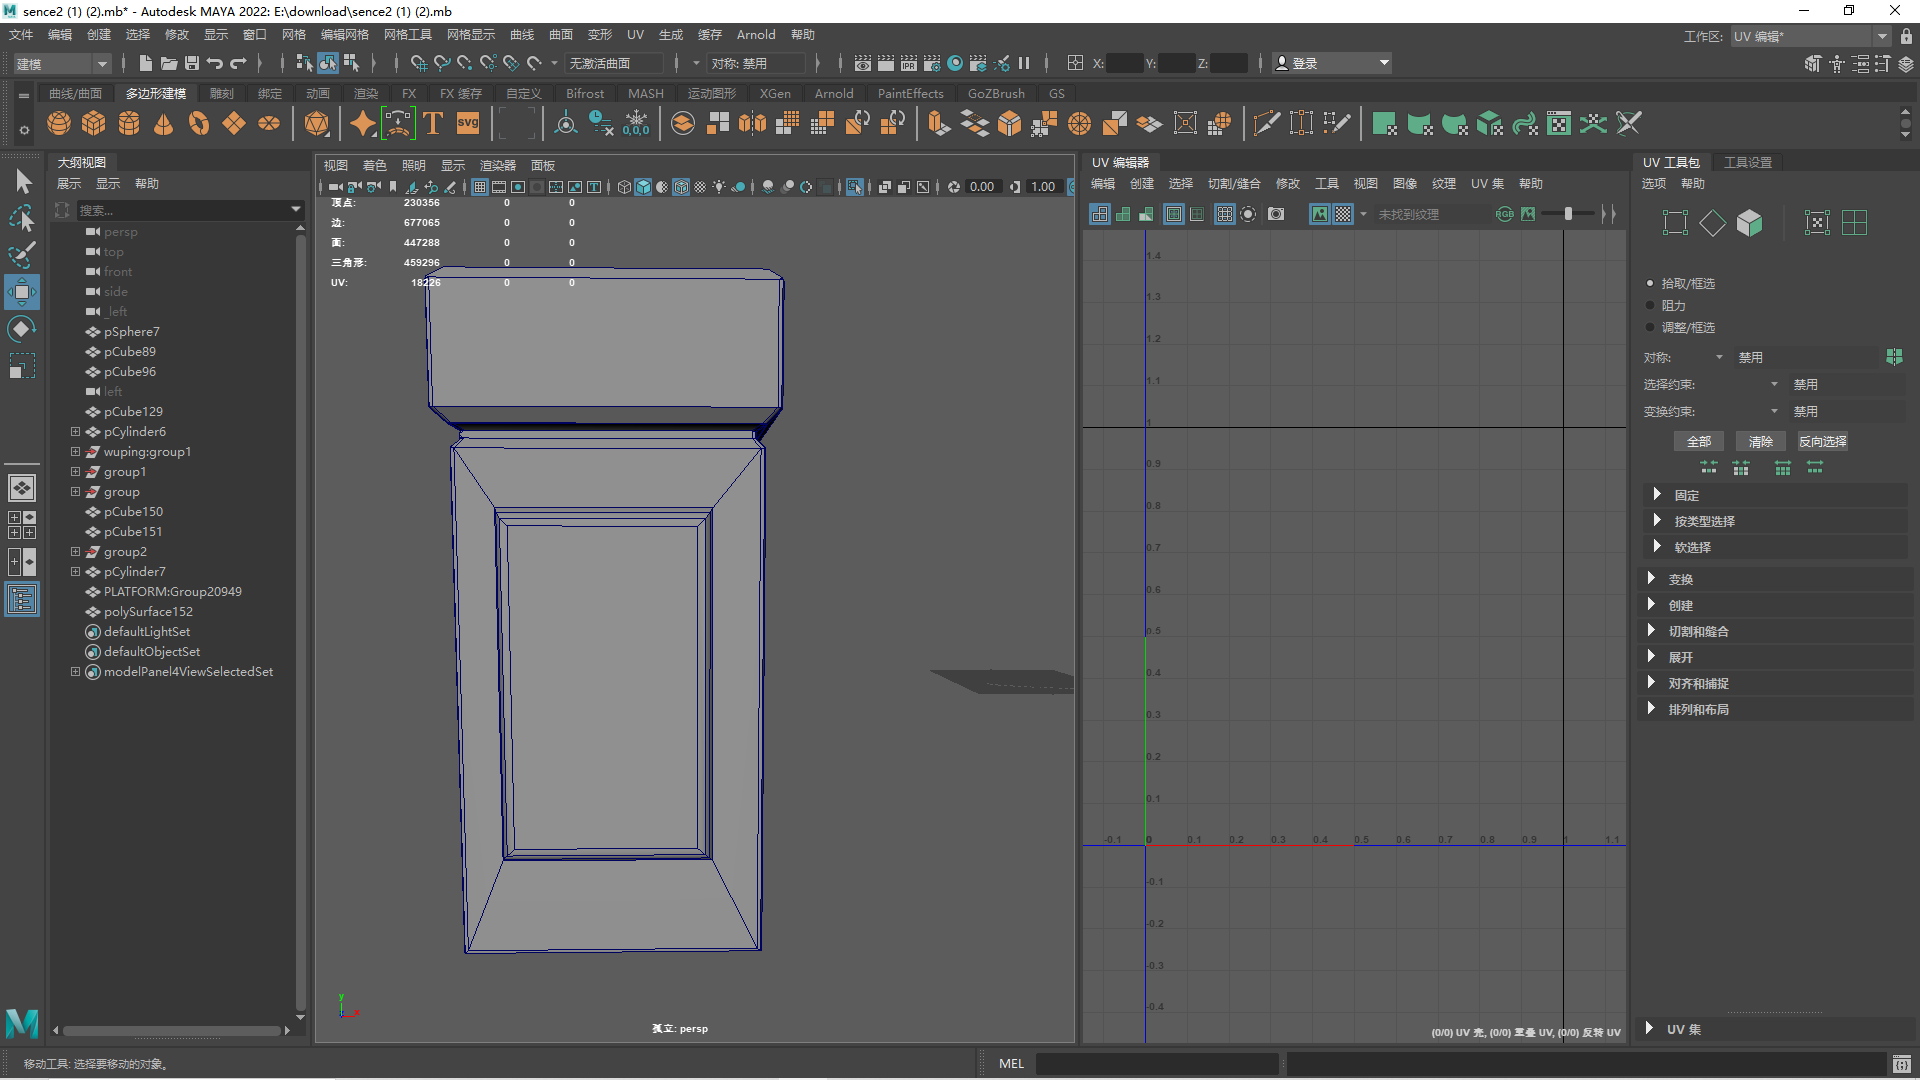 sence2 (1) (2).mb* - Autodesk MAYA 2022: E:\download\sence2 (1) (2).mb
文件 编辑 创建 选择 修改 显示 窗口 网格 编辑网格 网格工具 网格显示 曲线 曲面 变形 UV 生成 缓存 Arnold 帮助
工作区: UV 编辑*
建模 无激活曲面 对称: 禁用 IPR X: Y: Z: 登录
曲线/曲面 多边形建模 雕刻 绑定 动画 渲染 FX FX 缓存 自定义 Bifrost MASH 运动图形 XGen Arnold PaintEffects GoZBrush GS
T svg 0,0,0
大纲视图
展示 显示 帮助
搜索...
persp
top
front
side
_left
pSphere7
pCube89
pCube96
left
pCube129
pCylinder6
wuping:group1
group1
group
pCube150
pCube151
group2
pCylinder7
PLATFORM:Group20949
polySurface152
defaultLightSet
defaultObjectSet
modelPanel4ViewSelectedSet
视图 着色 照明 显示 渲染器 面板
0.00 1.00
顶点: 230356 0 0
边: 677065 0 0
面: 447288 0 0
三角形: 459296 0 0
UV: 18226 0 0
y
x
孤立: persp
UV 编辑器
编辑 创建 选择 切割/缝合 修改 工具 视图 图像 纹理 UV 集 帮助
未找到纹理 RGB
1.4
1.3
1.2
1.1
1
0.9
0.8
0.7
0.6
0.5
0.4
0.3
0.2
0.1
-0.1 0 0.1 0.2 0.3 0.4 0.5 0.6 0.7 0.8 0.9 1 1.1
-0.1
-0.2
-0.3
-0.4
(0/0) UV 壳, (0/0) 重叠 UV, (0/0) 反转 UV
UV 工具包 工具设置
选项 帮助
拾取/框选
阻力
调整/框选
对称: 禁用
选择约束: 禁用
变换约束: 禁用
全部 清除 反向选择
固定
按类型选择
软选择
变换
创建
切割和缝合
展开
对齐和捕捉
排列和布局
UV 集
移动工具: 选择要移动的对象。
MEL